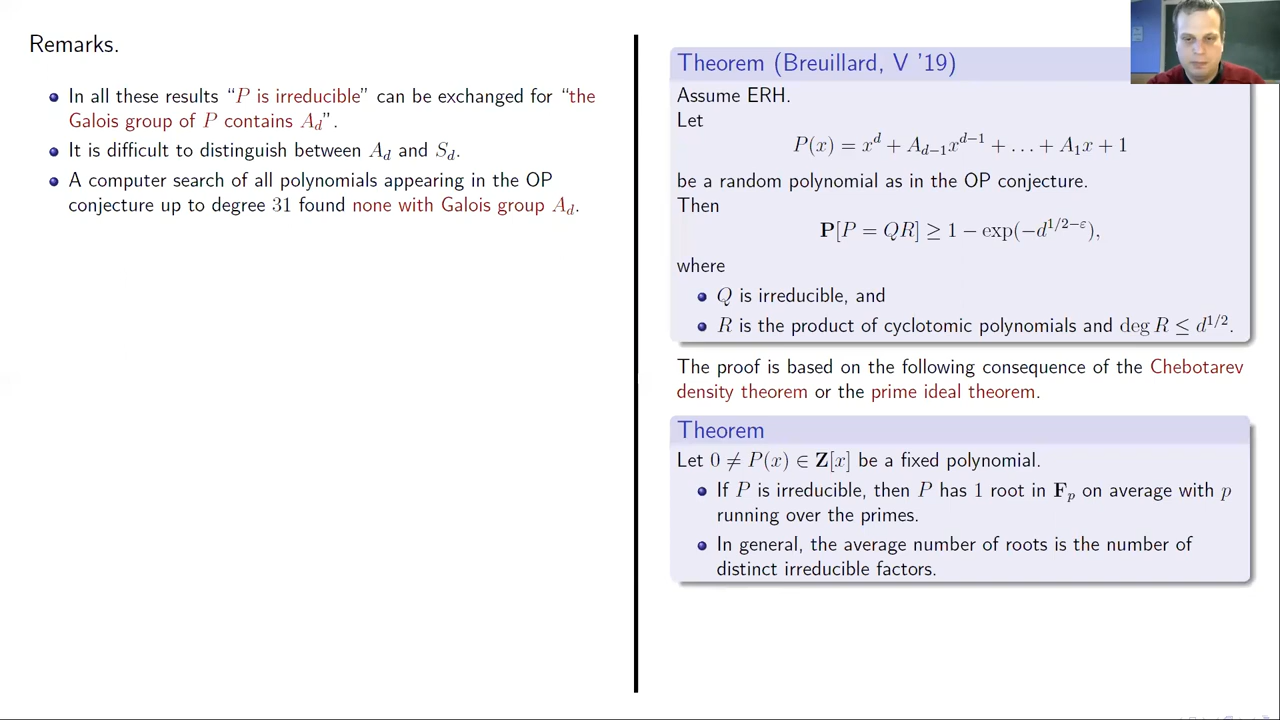 Remarks.
In all these results “P is irreducible” can be exchanged for “the
Galois group of P contains A_d”.
It is difficult to distinguish between A_d and S_d.
A computer search of all polynomials appearing in the OP
conjecture up to degree 31 found none with Galois group A_d.
Theorem (Breuillard, V '19)
Assume ERH.
Let
P(x) = x^d + A_{d−1}x^{d−1} + … + A_1x + 1
be a random polynomial as in the OP conjecture.
Then
P[P = QR] ≥ 1 − exp(−d^{1/2−ε}),
where
Q is irreducible, and
R is the product of cyclotomic polynomials and deg R ≤ d^{1/2}.
The proof is based on the following consequence of the Chebotarev
density theorem or the prime ideal theorem.
Theorem
Let 0 ≠ P(x) ∈ Z[x] be a fixed polynomial.
If P is irreducible, then P has 1 root in F_p on average with p
running over the primes.
In general, the average number of roots is the number of
distinct irreducible factors.